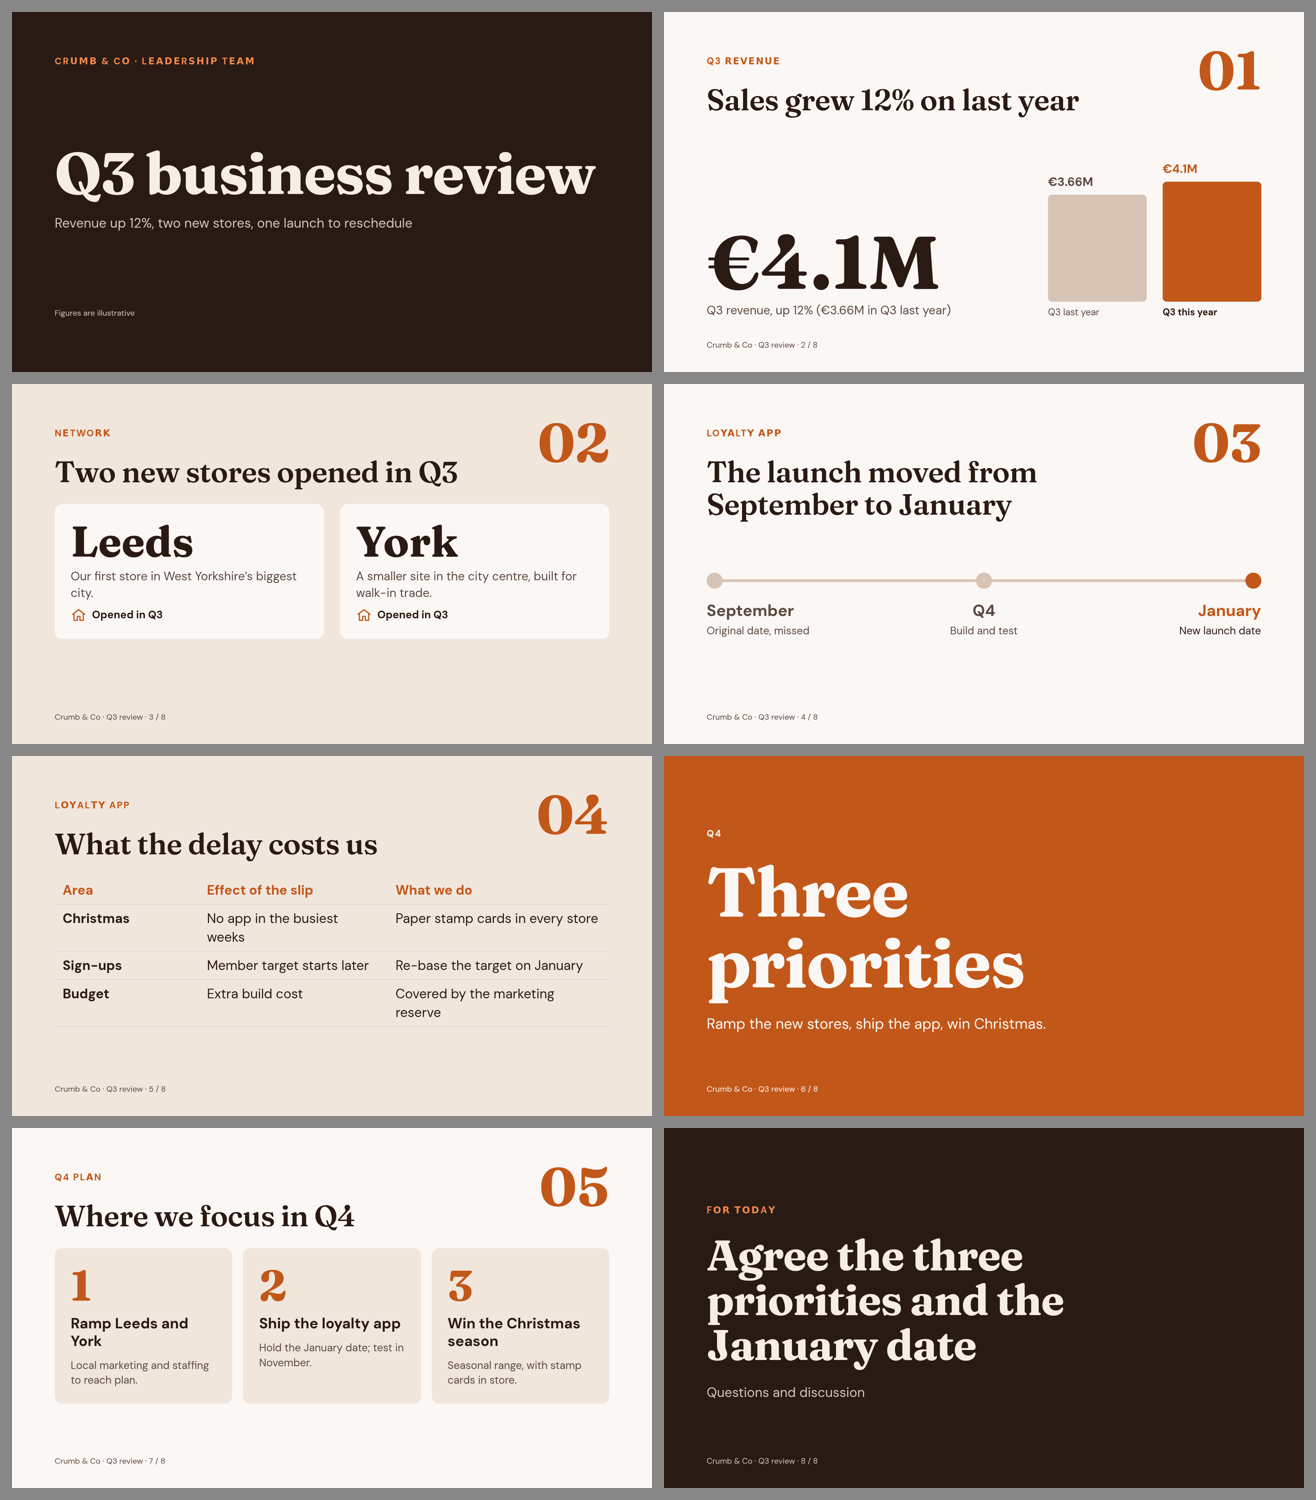 CRUMB & CO · LEADERSHIP TEAM
Q3 business review
Revenue up 12%, two new stores, one launch to reschedule
Figures are illustrative
Q3 REVENUE
01
Sales grew 12% on last year
€4.1M
Q3 revenue, up 12% (€3.66M in Q3 last year)
€3.66M
€4.1M
Q3 last year
Q3 this year
Crumb & Co · Q3 review · 2 / 8
NETWORK
02
Two new stores opened in Q3
Leeds
Our first store in West Yorkshire’s biggest
city.
Opened in Q3
York
A smaller site in the city centre, built for
walk-in trade.
Opened in Q3
Crumb & Co · Q3 review · 3 / 8
LOYALTY APP
03
The launch moved from
September to January
September
Original date, missed
Q4
Build and test
January
New launch date
Crumb & Co · Q3 review · 4 / 8
LOYALTY APP
04
What the delay costs us
Area
Effect of the slip
What we do
Christmas
No app in the busiest
weeks
Paper stamp cards in every store
Sign-ups
Member target starts later
Re-base the target on January
Budget
Extra build cost
Covered by the marketing
reserve
Crumb & Co · Q3 review · 5 / 8
Q4
Three
priorities
Ramp the new stores, ship the app, win Christmas.
Crumb & Co · Q3 review · 6 / 8
Q4 PLAN
05
Where we focus in Q4
1
Ramp Leeds and
York
Local marketing and staffing
to reach plan.
2
Ship the loyalty app
Hold the January date; test in
November.
3
Win the Christmas
season
Seasonal range, with stamp
cards in store.
Crumb & Co · Q3 review · 7 / 8
FOR TODAY
Agree the three
priorities and the
January date
Questions and discussion
Crumb & Co · Q3 review · 8 / 8